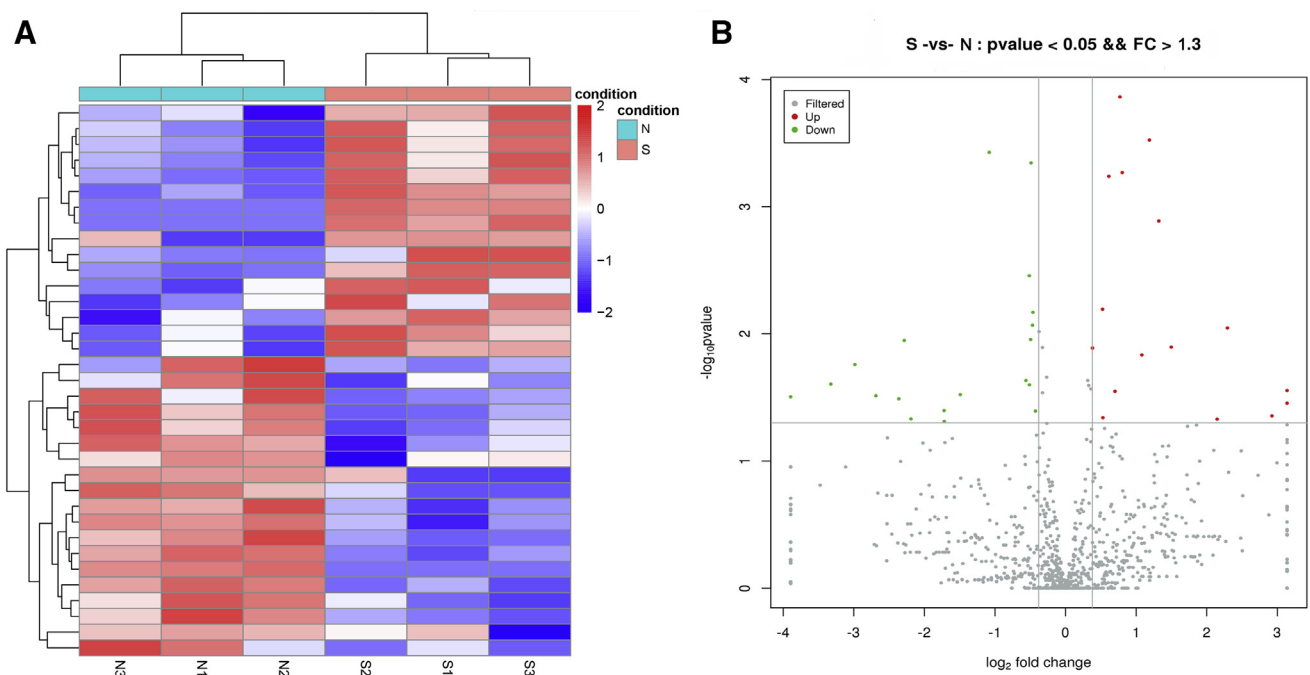 A
condition
2
1
0
−1
−2
condition
N
S
N3
N1
N2
S2
S1
S3
B
S -vs- N : pvalue < 0.05 && FC > 1.3
Filtered
Up
Down
-log10pvalue
4
3
2
1
0
-4 -3 -2 -1 0 1 2 3
log2 fold change